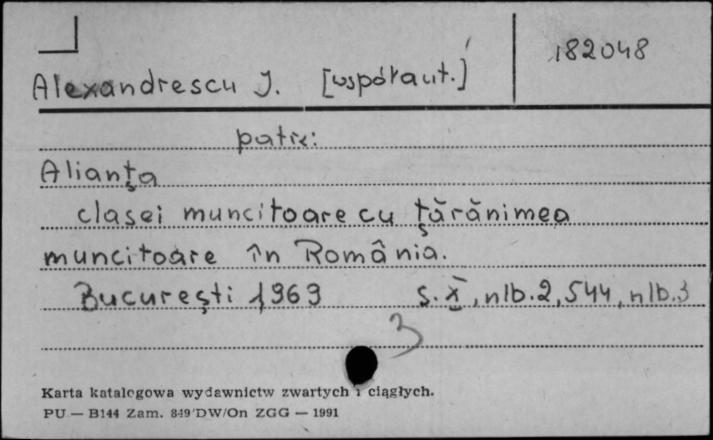 182048
Alexandrescu J. [współaut.]
patrz:
Alianța
clasei muncitoare cu țărănimea
muncitoare în România.
București 1969 s. X, nlb. 2, 544, nlb. 3
3
Karta katalogowa wydawnictw zwartych i ciągłych.
PU — B144 Zam. 849/DW/On ZGG — 1991